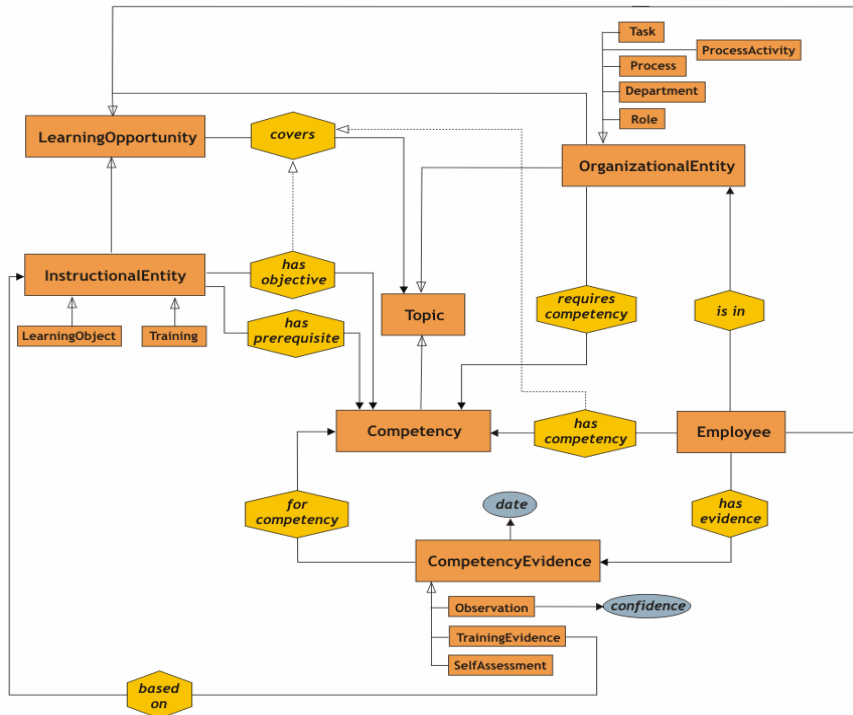 Task
ProcessActivity
Process
Department
Role
LearningOpportunity
covers
OrganizationalEntity
InstructionalEntity
has
objective
requires
competency
is in
Topic
LearningObject
Training
has
prerequisite
Competency
has
competency
Employee
for
competency
date
has
evidence
CompetencyEvidence
Observation
confidence
TrainingEvidence
SelfAssessment
based
on